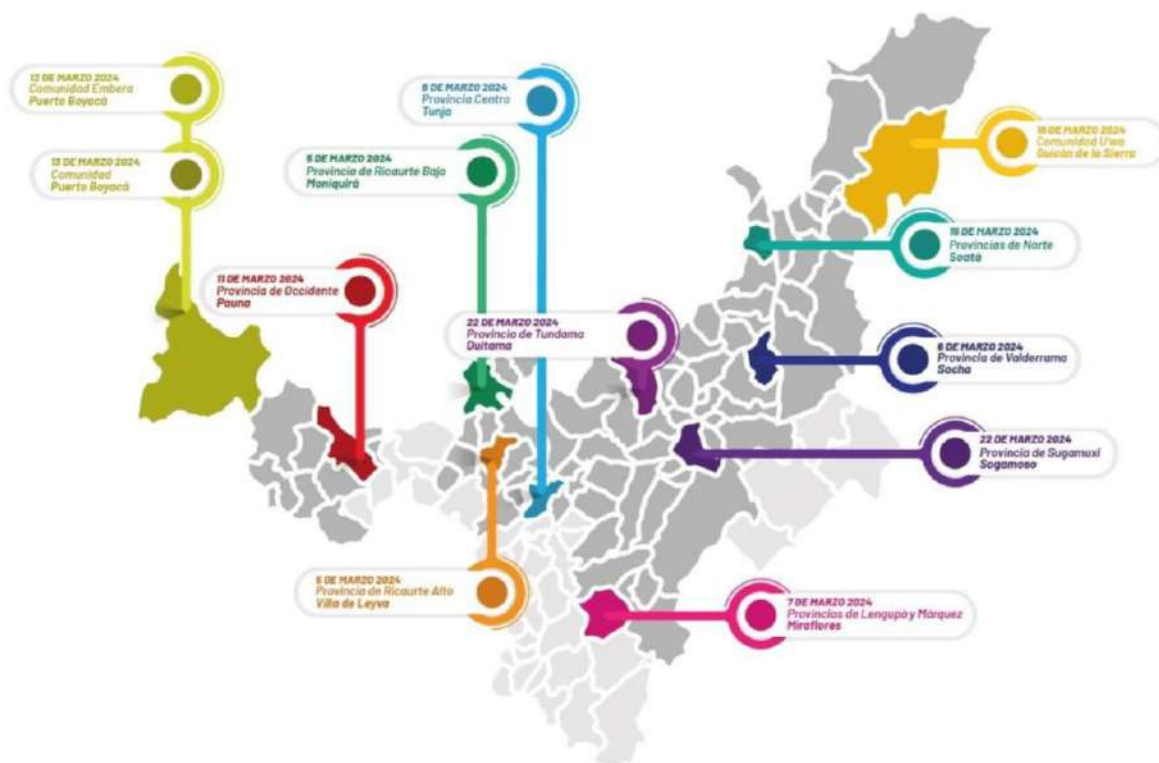 12 DE MARZO 2024
Comunidad Embera
Puerto Boyacá
13 DE MARZO 2024
Comunidad
Puerto Boyacá
8 DE MARZO 2024
Provincia Centro
Tunja
5 DE MARZO 2024
Provincia de Ricaurte Bajo
Moniquirá
DE MARZO 2024
Comunidad U'wa
Guicán de la Sierra
DE MARZO 2024
Provincias de Norte
Soatá
11 DE MARZO 2024
Provincia de Occidente
Pauna
22 DE MARZO 2024
Provincia de Tundama
Duitama
6 DE MARZO 2024
Provincia de Valderrama
Socha
22 DE MARZO 2024
Provincia de Sugamuxi
Sogamoso
5 DE MARZO 2024
Provincia de Ricaurte Alto
Villa de Leyva
7 DE MARZO 2024
Provincias de Lengupá y Márquez
Miraflores